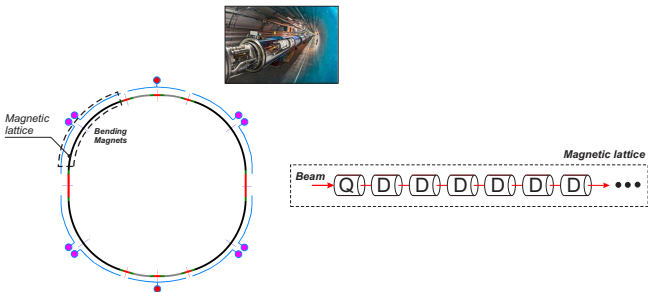 Magnetic
lattice
Bending
Magnets
Magnetic lattice
Beam
Q D D D D D D